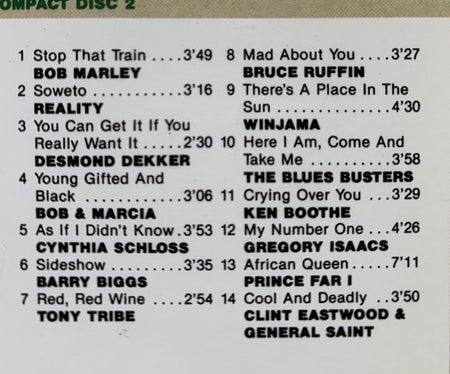 COMPACT DISC 2
1 Stop That Train ....3'49
BOB MARLEY
2 Soweto ...........3'16
REALITY
3 You Can Get It If You
Really Want It .....2'30
DESMOND DEKKER
4 Young Gifted And
Black ............3'06
BOB & MARCIA
5 As If I Didn't Know.3'53
CYNTHIA SCHLOSS
6 Sideshow ..........3'35
BARRY BIGGS
7 Red, Red Wine ....2'54
TONY TRIBE
8 Mad About You ....3'27
BRUCE RUFFIN
9 There's A Place In The
Sun ..............4'30
WINJAMA
10 Here I Am, Come And
Take Me ..........3'58
THE BLUES BUSTERS
11 Crying Over You ...3'29
KEN BOOTHE
12 My Number One ...4'26
GREGORY ISAACS
13 African Queen .....7'11
PRINCE FAR I
14 Cool And Deadly ..3'50
CLINT EASTWOOD &
GENERAL SAINT